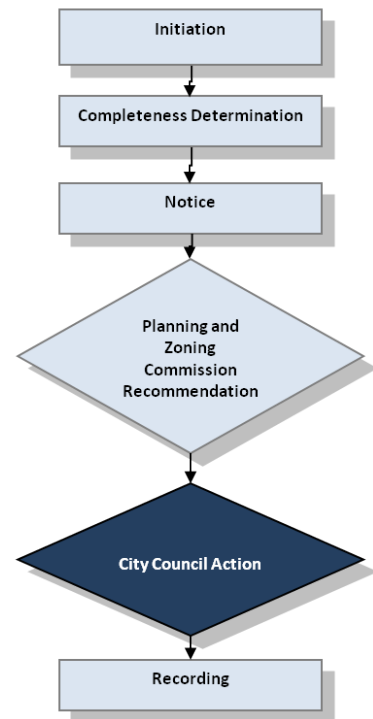 Initiation
Completeness Determination
Notice
Planning and
Zoning
Commission
Recommendation
City Council Action
Recording